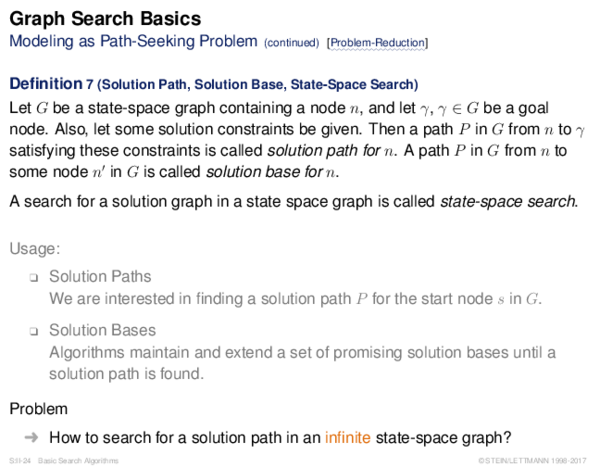 Graph Search Basics
Modeling as Path-Seeking Problem (continued) [Problem-Reduction]
Definition 7 (Solution Path, Solution Base, State-Space Search)
Let G be a state-space graph containing a node n, and let γ, γ ∈ G be a goal
node. Also, let some solution constraints be given. Then a path P in G from n to γ
satisfying these constraints is called solution path for n. A path P in G from n to
some node n′ in G is called solution base for n.
A search for a solution graph in a state space graph is called state-space search.
Usage:
❑ Solution Paths
We are interested in finding a solution path P for the start node s in G.
❑ Solution Bases
Algorithms maintain and extend a set of promising solution bases until a
solution path is found.
Problem
➜ How to search for a solution path in an infinite state-space graph?
S:II-24 Basic Search Algorithms ©STEIN/LETTMANN 1998-2017